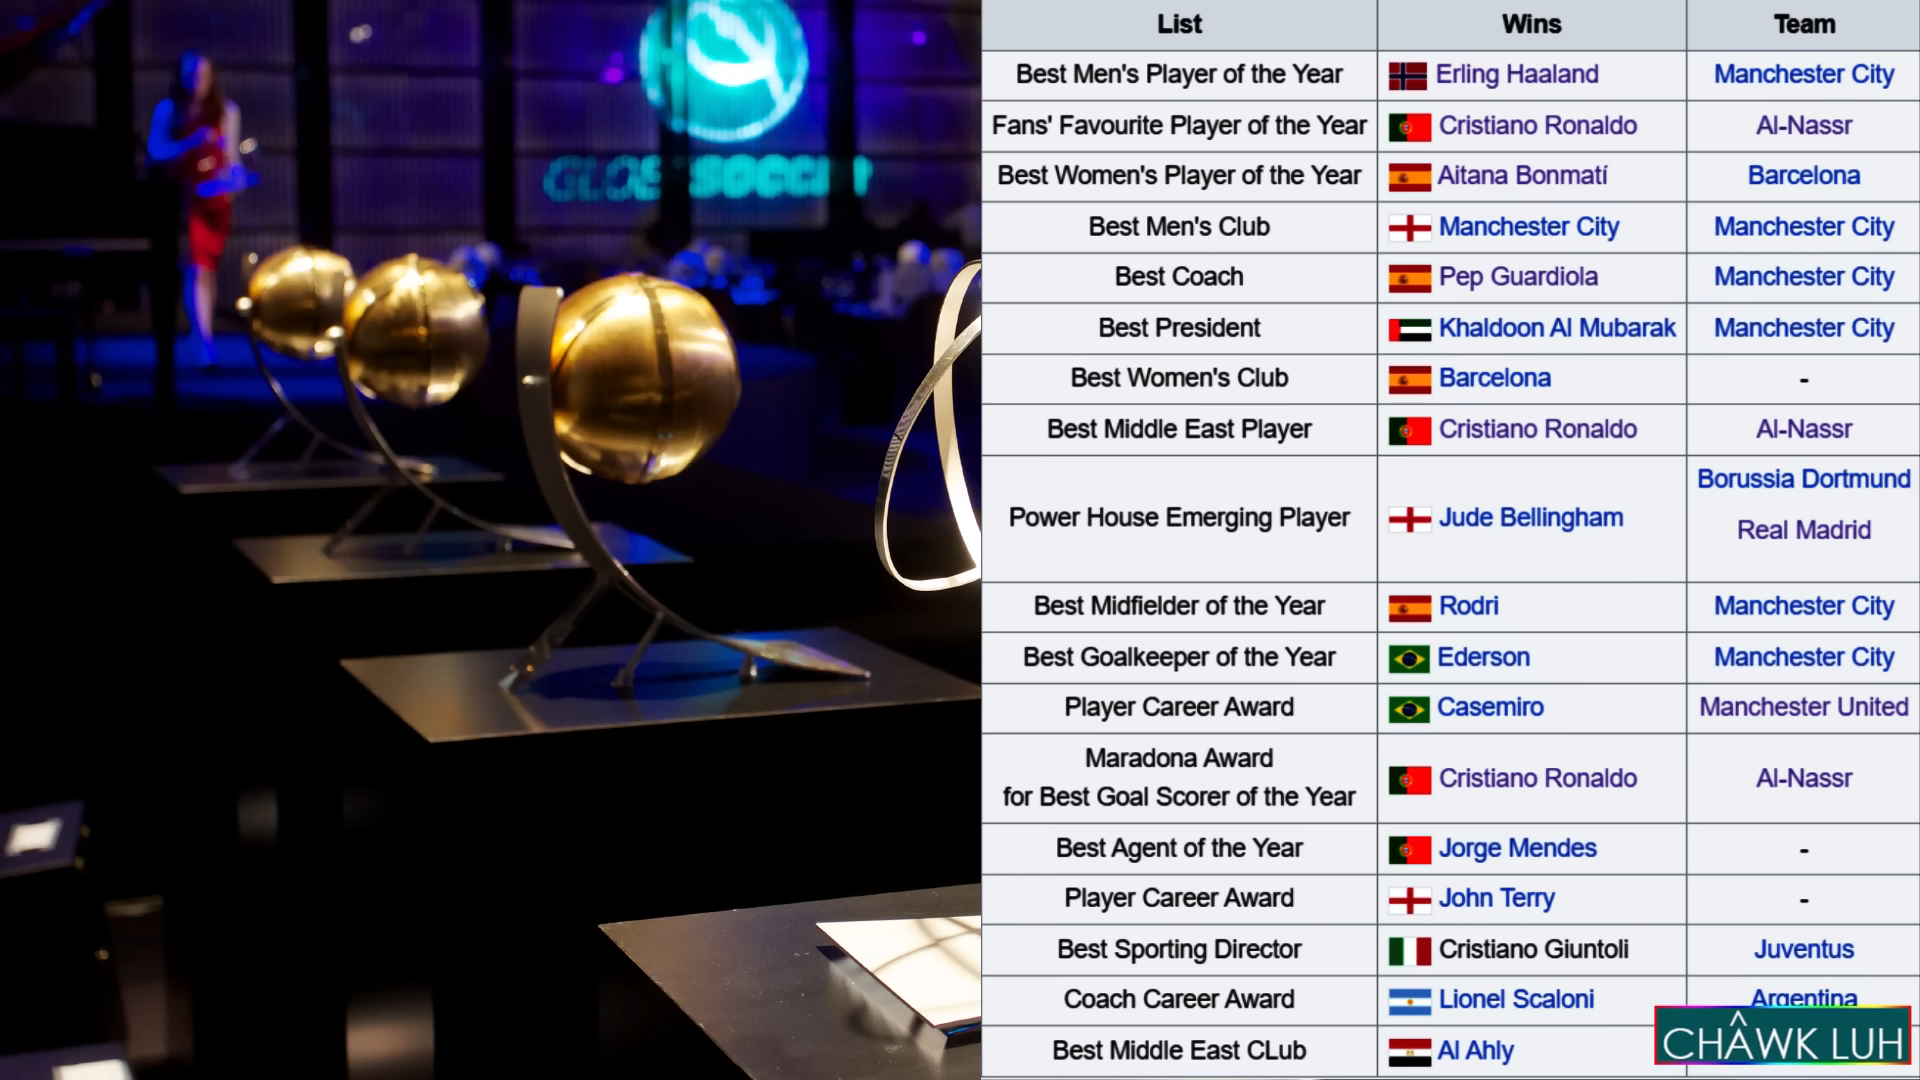 GLOBE SOCCER
List Wins Team
Best Men's Player of the Year Erling Haaland Manchester City
Fans' Favourite Player of the Year Cristiano Ronaldo Al-Nassr
Best Women's Player of the Year Aitana Bonmatí Barcelona
Best Men's Club Manchester City Manchester City
Best Coach Pep Guardiola Manchester City
Best President Khaldoon Al Mubarak Manchester City
Best Women's Club Barcelona -
Best Middle East Player Cristiano Ronaldo Al-Nassr
Borussia Dortmund
Power House Emerging Player Jude Bellingham
Real Madrid
Best Midfielder of the Year Rodri Manchester City
Best Goalkeeper of the Year Ederson Manchester City
Player Career Award Casemiro Manchester United
Maradona Award
for Best Goal Scorer of the Year Cristiano Ronaldo Al-Nassr
Best Agent of the Year Jorge Mendes -
Player Career Award John Terry -
Best Sporting Director Cristiano Giuntoli Juventus
Coach Career Award Lionel Scaloni Argentina
Best Middle East CLub Al Ahly
CHÂWK LUH